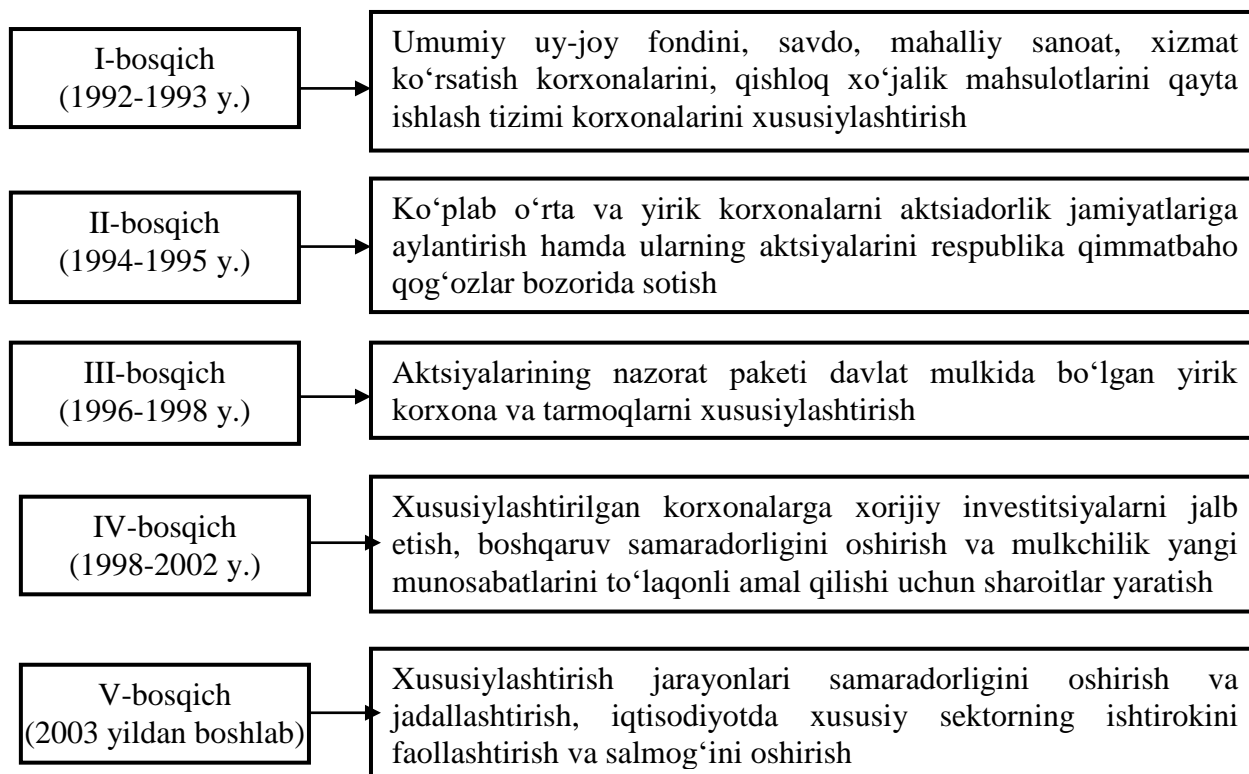 I-bosqich
(1992-1993 y.)
Umumiy uy-joy fondini, savdo, mahalliy sanoat, xizmat
ko‘rsatish korxonalarini, qishloq xo‘jalik mahsulotlarini qayta
ishlash tizimi korxonalarini xususiylashtirish
II-bosqich
(1994-1995 y.)
Ko‘plab o‘rta va yirik korxonalarni aktsiadorlik jamiyatlariga
aylantirish hamda ularning aktsiyalarini respublika qimmatbaho
qog‘ozlar bozorida sotish
III-bosqich
(1996-1998 y.)
Aktsiyalarining nazorat paketi davlat mulkida bo‘lgan yirik
korxona va tarmoqlarni xususiylashtirish
IV-bosqich
(1998-2002 y.)
Xususiylashtirilgan korxonalarga xorijiy investitsiyalarni jalb
etish, boshqaruv samaradorligini oshirish va mulkchilik yangi
munosabatlarini to‘laqonli amal qilishi uchun sharoitlar yaratish
V-bosqich
(2003 yildan boshlab)
Xususiylashtirish jarayonlari samaradorligini oshirish va
jadallashtirish, iqtisodiyotda xususiy sektorning ishtirokini
faollashtirish va salmog‘ini oshirish